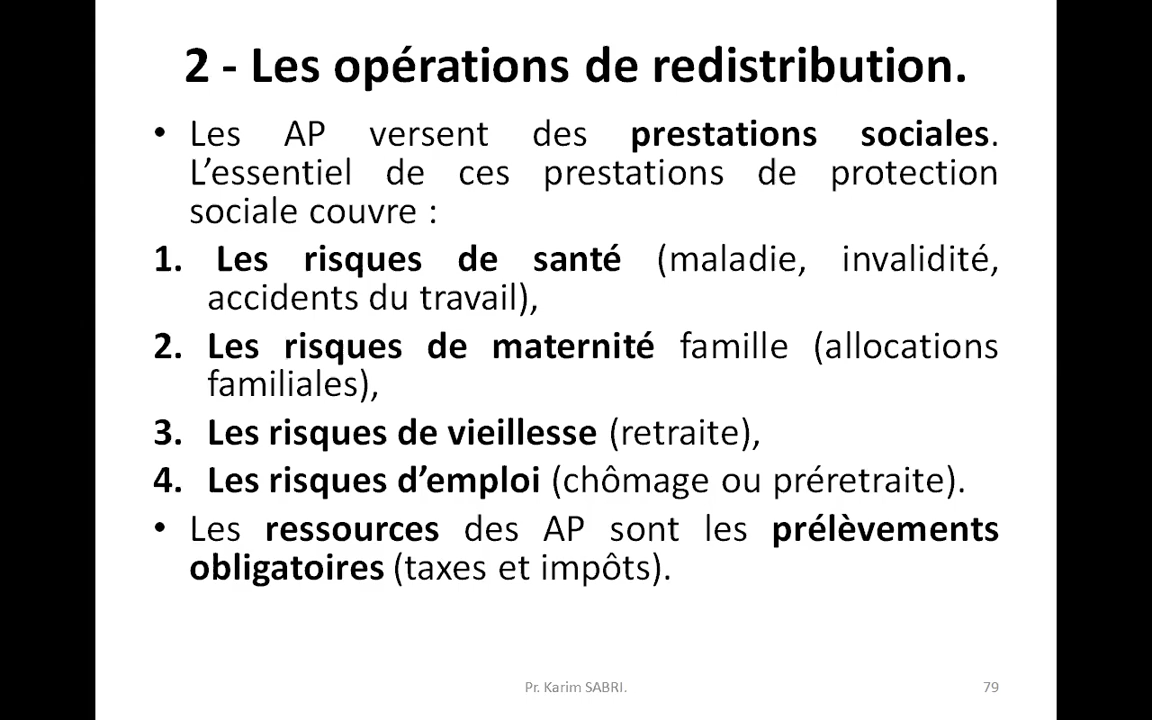 2 - Les opérations de redistribution.
• Les AP versent des prestations sociales.
L’essentiel de ces prestations de protection
sociale couvre :
1. Les risques de santé (maladie, invalidité,
accidents du travail),
2. Les risques de maternité famille (allocations
familiales),
3. Les risques de vieillesse (retraite),
4. Les risques d’emploi (chômage ou préretraite).
• Les ressources des AP sont les prélèvements
obligatoires (taxes et impôts).
Pr. Karim SABRI.
79